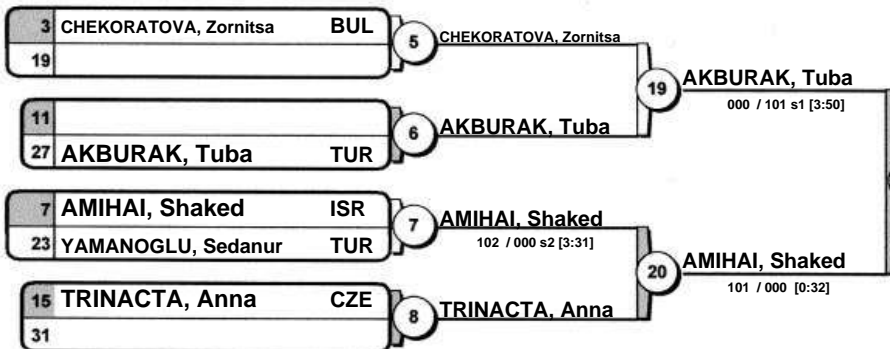 3 CHEKORATOVA, Zornitsa BUL
19
5 CHEKORATOVA, Zornitsa
11
27 AKBURAK, Tuba TUR
6 AKBURAK, Tuba
19 AKBURAK, Tuba
000 / 101 s1 [3:50]
7 AMIHAI, Shaked ISR
23 YAMANOGLU, Sedanur TUR
7 AMIHAI, Shaked
102 / 000 s2 [3:31]
15 TRINACTA, Anna CZE
31
8 TRINACTA, Anna
20 AMIHAI, Shaked
101 / 000 [0:32]